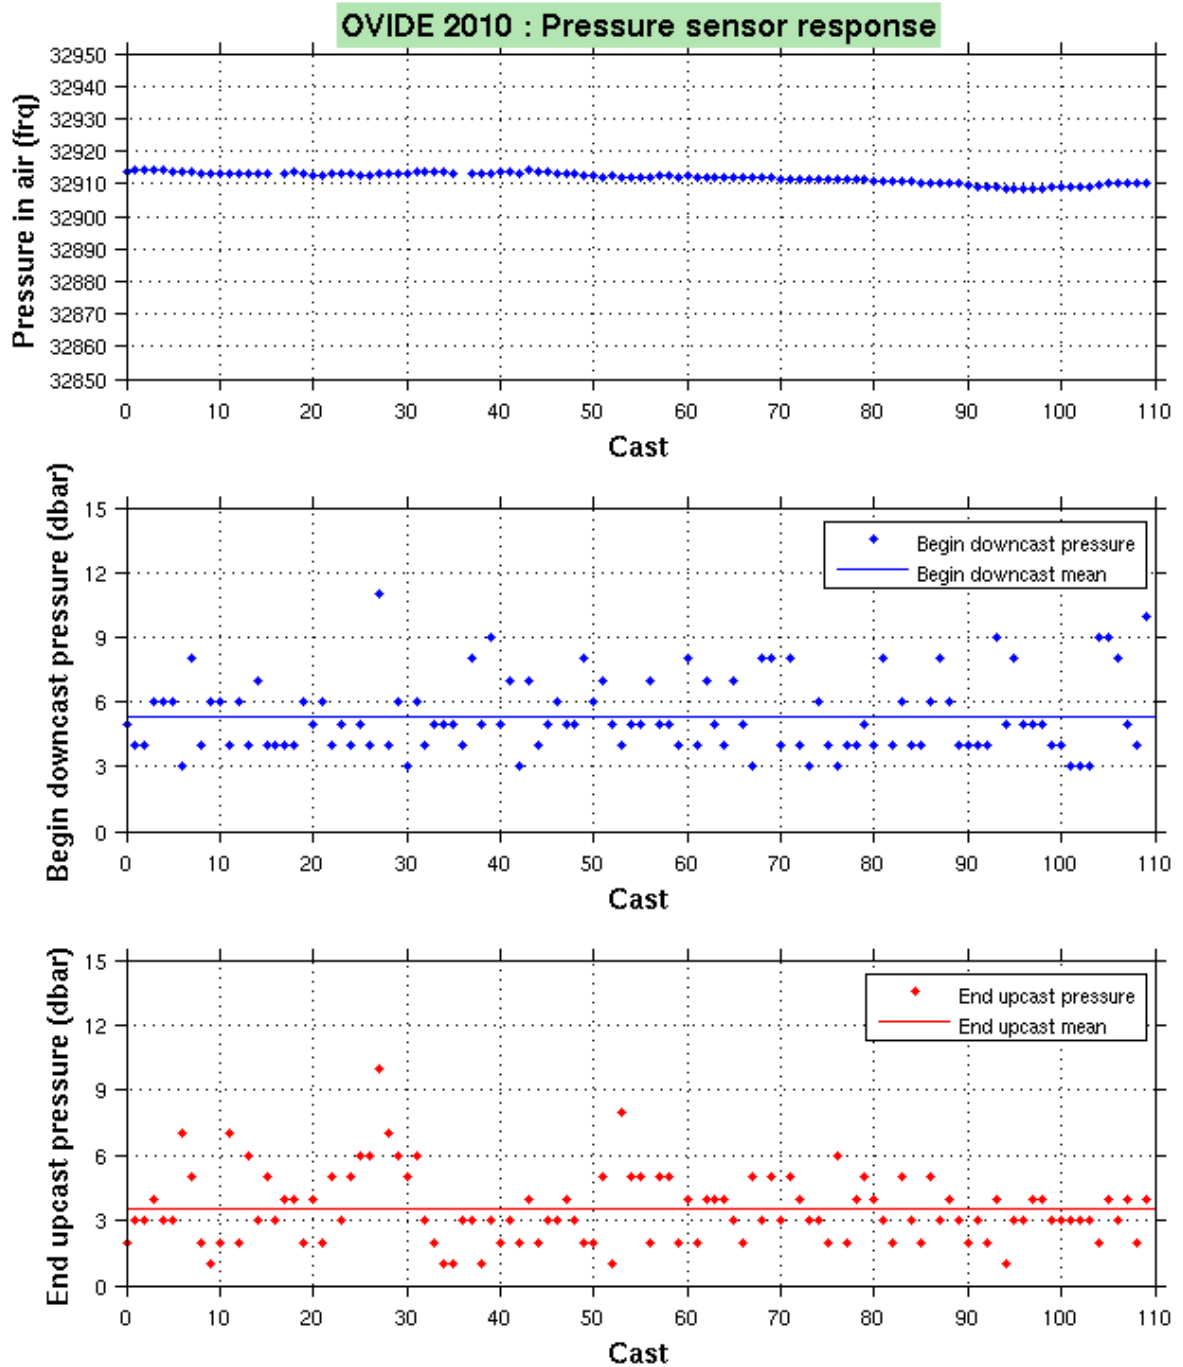 OVIDE 2010 : Pressure sensor response
Pressure in air (frq)
32950
32940
32930
32920
32910
32900
32890
32880
32870
32860
32850
0 10 20 30 40 50 60 70 80 90 100 110
Cast
Begin downcast pressure (dbar)
15
12
9
6
3
0
Begin downcast pressure
Begin downcast mean
0 10 20 30 40 50 60 70 80 90 100 110
Cast
End upcast pressure (dbar)
15
12
9
6
3
0
End upcast pressure
End upcast mean
0 10 20 30 40 50 60 70 80 90 100 110
Cast